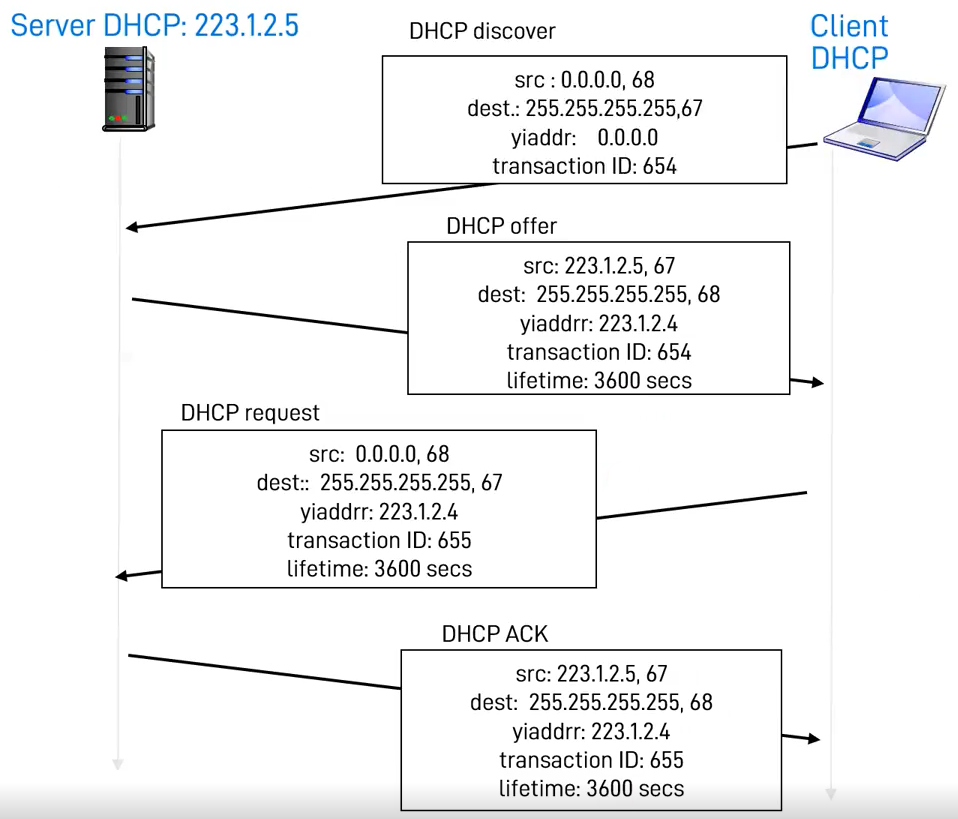 Server DHCP: 223.1.2.5
Client
DHCP
DHCP discover
src : 0.0.0.0, 68
dest.: 255.255.255.255,67
yiaddr: 0.0.0.0
transaction ID: 654
DHCP offer
src: 223.1.2.5, 67
dest: 255.255.255.255, 68
yiaddrr: 223.1.2.4
transaction ID: 654
lifetime: 3600 secs
DHCP request
src: 0.0.0.0, 68
dest:: 255.255.255.255, 67
yiaddrr: 223.1.2.4
transaction ID: 655
lifetime: 3600 secs
DHCP ACK
src: 223.1.2.5, 67
dest: 255.255.255.255, 68
yiaddrr: 223.1.2.4
transaction ID: 655
lifetime: 3600 secs